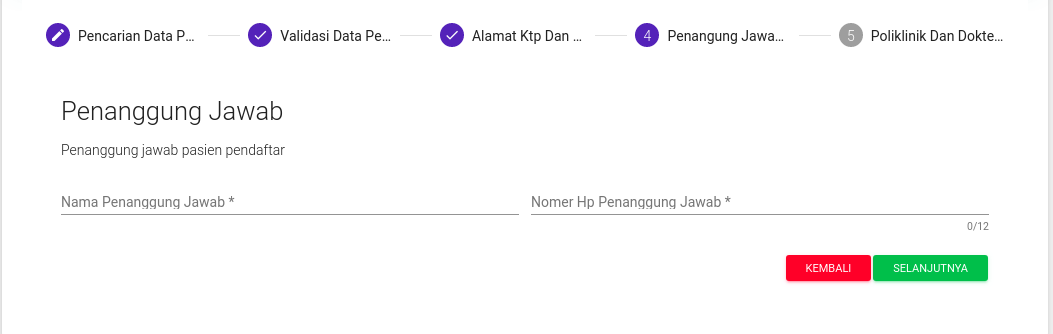 Pencarian Data P... Validasi Data Pe... Alamat Ktp Dan ... 4 Penangung Jawa... 5 Poliklinik Dan Dokte...
Penanggung Jawab
Penanggung jawab pasien pendaftar
Nama Penanggung Jawab * Nomer Hp Penanggung Jawab *
0/12
KEMBALI SELANJUTNYA